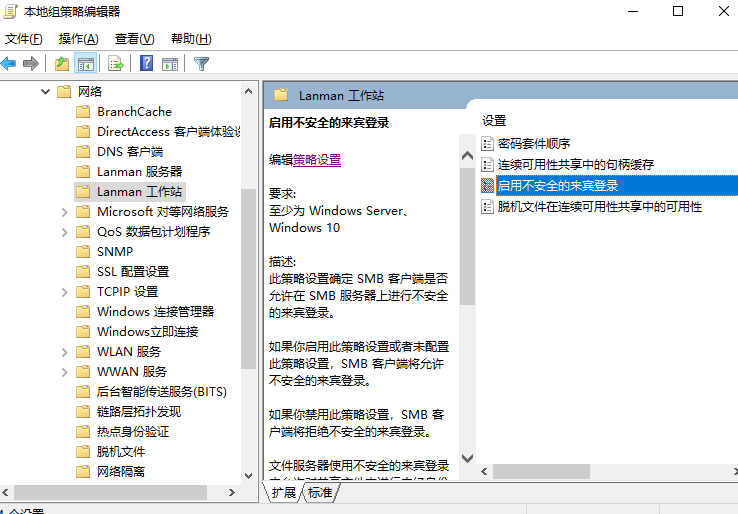 本地组策略编辑器
文件(F) 操作(A) 查看(V) 帮助(H)
网络
BranchCache
DirectAccess 客户端体验设
DNS 客户端
Lanman 服务器
Lanman 工作站
Microsoft 对等网络服务
QoS 数据包计划程序
SNMP
SSL 配置设置
TCPIP 设置
Windows 连接管理器
Windows立即连接
WLAN 服务
WWAN 服务
后台智能传送服务(BITS)
链路层拓扑发现
热点身份验证
脱机文件
网络隔离
Lanman 工作站
启用不安全的来宾登录
编辑策略设置
要求:
至少为 Windows Server、
Windows 10
描述:
此策略设置确定 SMB 客户端是否
允许在 SMB 服务器上进行不安全
的来宾登录。
如果你启用此策略设置或者未配置
此策略设置，SMB 客户端将允许
不安全的来宾登录。
如果你禁用此策略设置，SMB 客
户端将拒绝不安全的来宾登录。
文件服务器使用不安全的来宾登录
设置
密码套件顺序
连续可用性共享中的句柄缓存
启用不安全的来宾登录
脱机文件在连续可用性共享中的可用性
扩展 标准
个设置